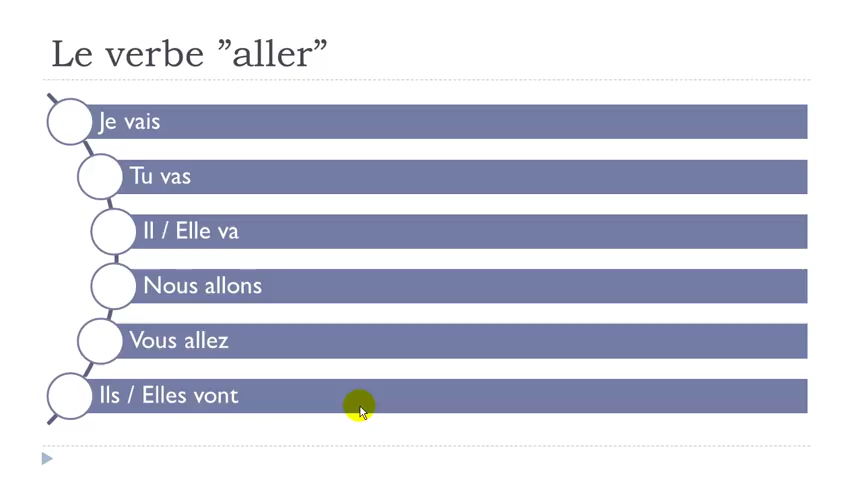 Le verbe ”aller”
Je vais
Tu vas
Il / Elle va
Nous allons
Vous allez
Ils / Elles vont